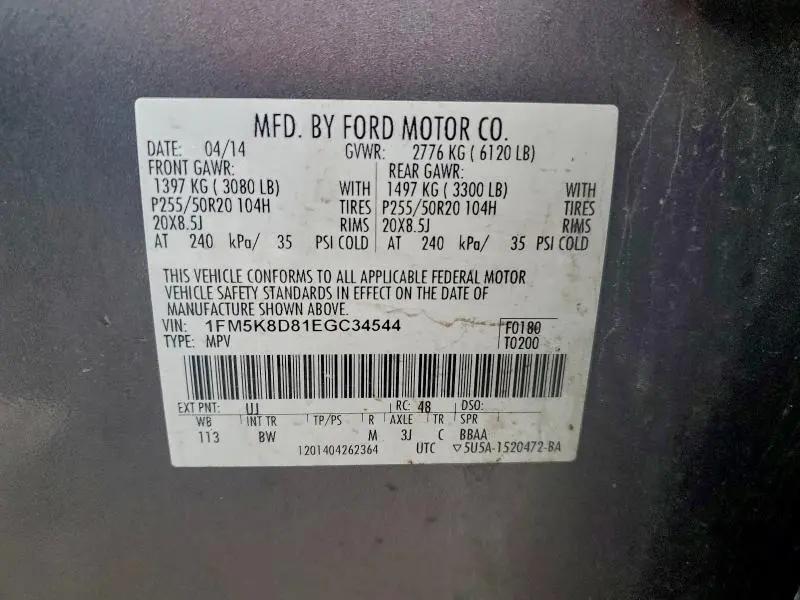 MFD. BY FORD MOTOR CO.
DATE: 04/14 GVWR: 2776 KG ( 6120 LB)
FRONT GAWR: REAR GAWR:
1397 KG ( 3080 LB) WITH 1497 KG ( 3300 LB) WITH
P255/50R20 104H TIRES P255/50R20 104H TIRES
20X8.5J RIMS 20X8.5J RIMS
AT 240 kPa/ 35 PSI COLD AT 240 kPa/ 35 PSI COLD
THIS VEHICLE CONFORMS TO ALL APPLICABLE FEDERAL MOTOR
VEHICLE SAFETY STANDARDS IN EFFECT ON THE DATE OF
MANUFACTURE SHOWN ABOVE.
VIN: 1FM5K8D81EGC34544 F0180
TYPE: MPV T0200
EXT PNT: UJ RC: 48 DSO:
WB INT TR TP/PS R AXLE TR SPR
113 BW M 3J C BBAA
1201404262364 UTC ▽5U5A-1520472-BA